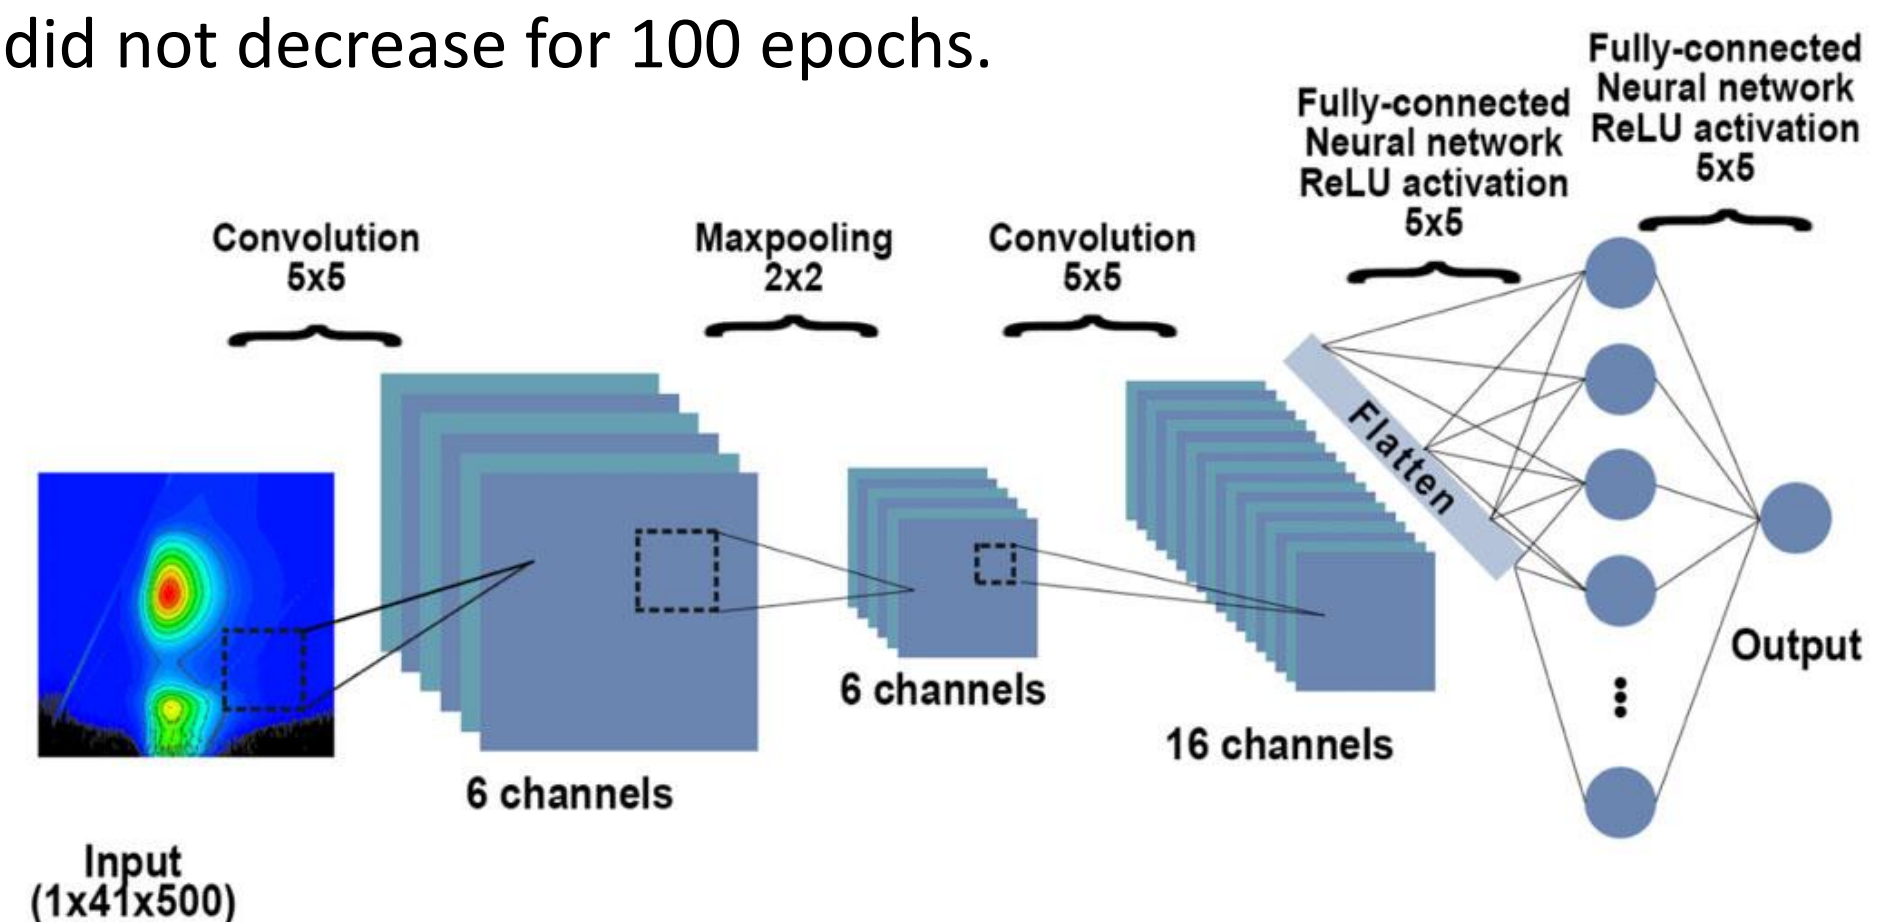 did not decrease for 100 epochs.
Fully-connected
Neural network
ReLU activation
5x5
Fully-connected
Neural network
ReLU activation
5x5
Convolution
5x5
Maxpooling
2x2
Convolution
5x5
Flatten
Output
6 channels
16 channels
6 channels
Input
(1x41x500)